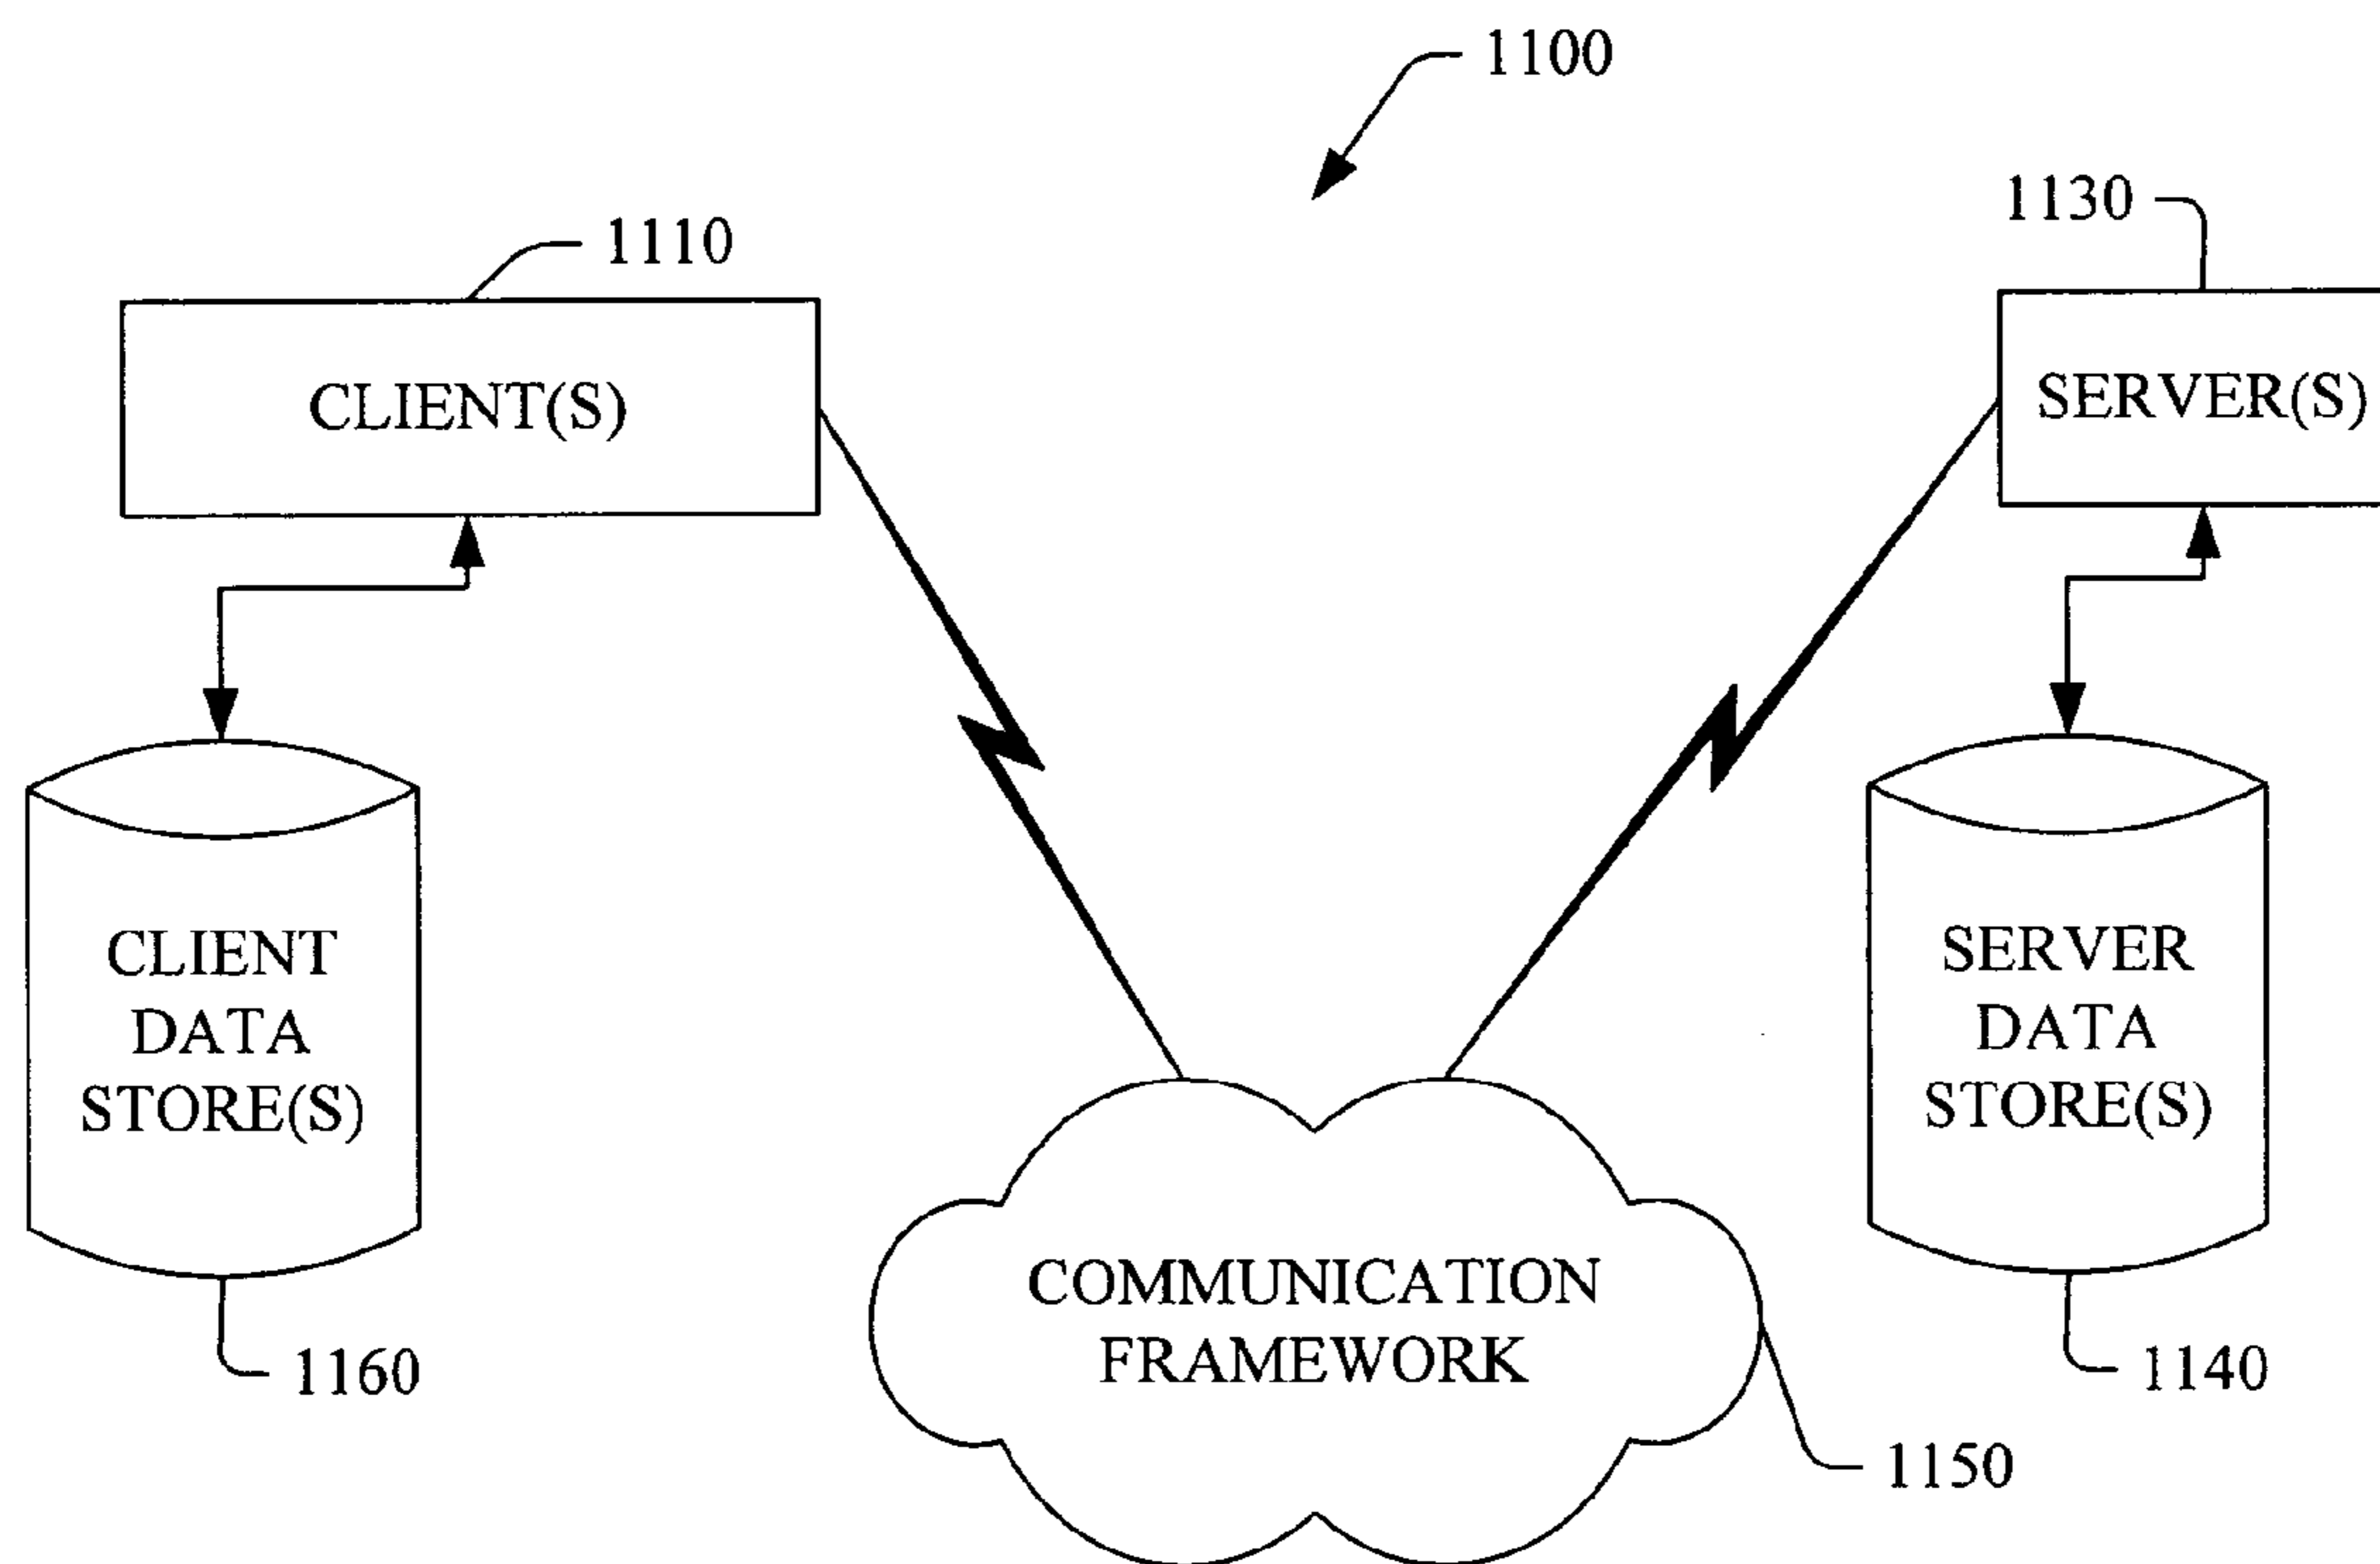 1100
1130
1110
CLIENT(S)
SERVER(S)
CLIENT
DATA
STORE(S)
SERVER
DATA
STORE(S)
COMMUNICATION
FRAMEWORK
1160
1140
1150